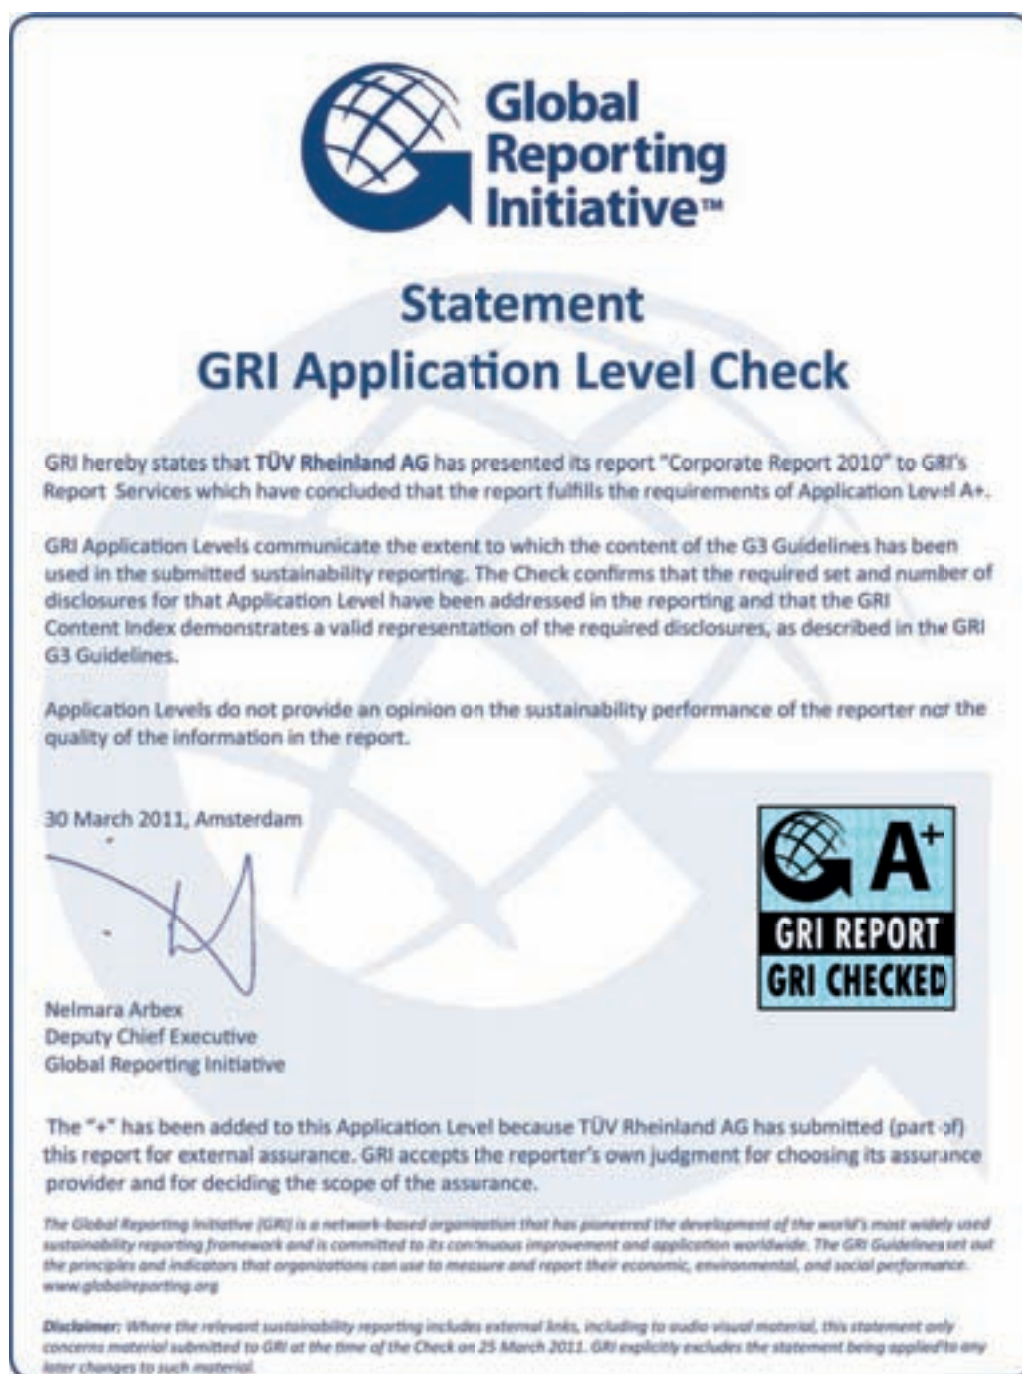 Global
Reporting
Initiative™
Statement
GRI Application Level Check
GRI hereby states that TÜV Rheinland AG has presented its report "Corporate Report 2010" to GRI's
Report Services which have concluded that the report fulfills the requirements of Application Level A+.
GRI Application Levels communicate the extent to which the content of the G3 Guidelines has been
used in the submitted sustainability reporting. The Check confirms that the required set and number of
disclosures for that Application Level have been addressed in the reporting and that the GRI
Content Index demonstrates a valid representation of the required disclosures, as described in the GRI
G3 Guidelines.
Application Levels do not provide an opinion on the sustainability performance of the reporter nor the
quality of the information in the report.
30 March 2011, Amsterdam
A+
GRI REPORT
GRI CHECKED
Nelmara Arbex
Deputy Chief Executive
Global Reporting Initiative
The "+" has been added to this Application Level because TÜV Rheinland AG has submitted (part of)
this report for external assurance. GRI accepts the reporter's own judgment for choosing its assurance
provider and for deciding the scope of the assurance.
The Global Reporting Initiative (GRI) is a network-based organization that has pioneered the development of the world's most widely used
sustainability reporting framework and is committed to its continuous improvement and application worldwide. The GRI Guidelines set out
the principles and indicators that organizations can use to measure and report their economic, environmental, and social performance.
www.globalreporting.org
Disclaimer: Where the relevant sustainability reporting includes external links, including to audio visual material, this statement only
concerns material submitted to GRI at the time of the Check on 25 March 2011. GRI explicitly excludes the statement being applied to any
later changes to such material.